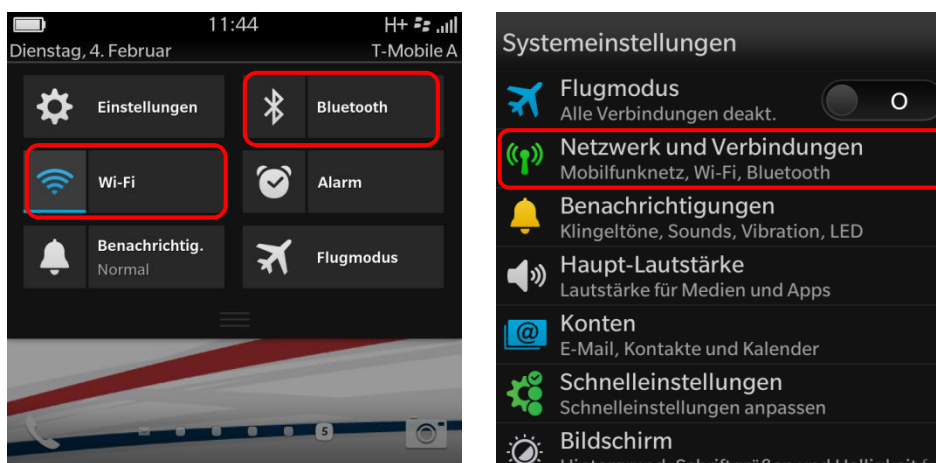 11:44 H+
Dienstag, 4. Februar T-Mobile A
Einstellungen Bluetooth
Wi-Fi Alarm
Benachrichtig.
Normal
Flugmodus
5
Systemeinstellungen
Flugmodus
Alle Verbindungen deakt.
O
Netzwerk und Verbindungen
Mobilfunknetz, Wi-Fi, Bluetooth
Benachrichtigungen
Klingeltöne, Sounds, Vibration, LED
Haupt-Lautstärke
Lautstärke für Medien und Apps
@
Konten
E-Mail, Kontakte und Kalender
Schnelleinstellungen
Schnelleinstellungen anpassen
Bildschirm